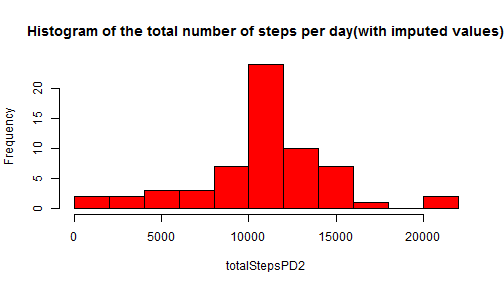 Histogram of the total number of steps per day(with imputed values)
Frequency
20
15
10
5
0
0 5000 10000 15000 20000
totalStepsPD2